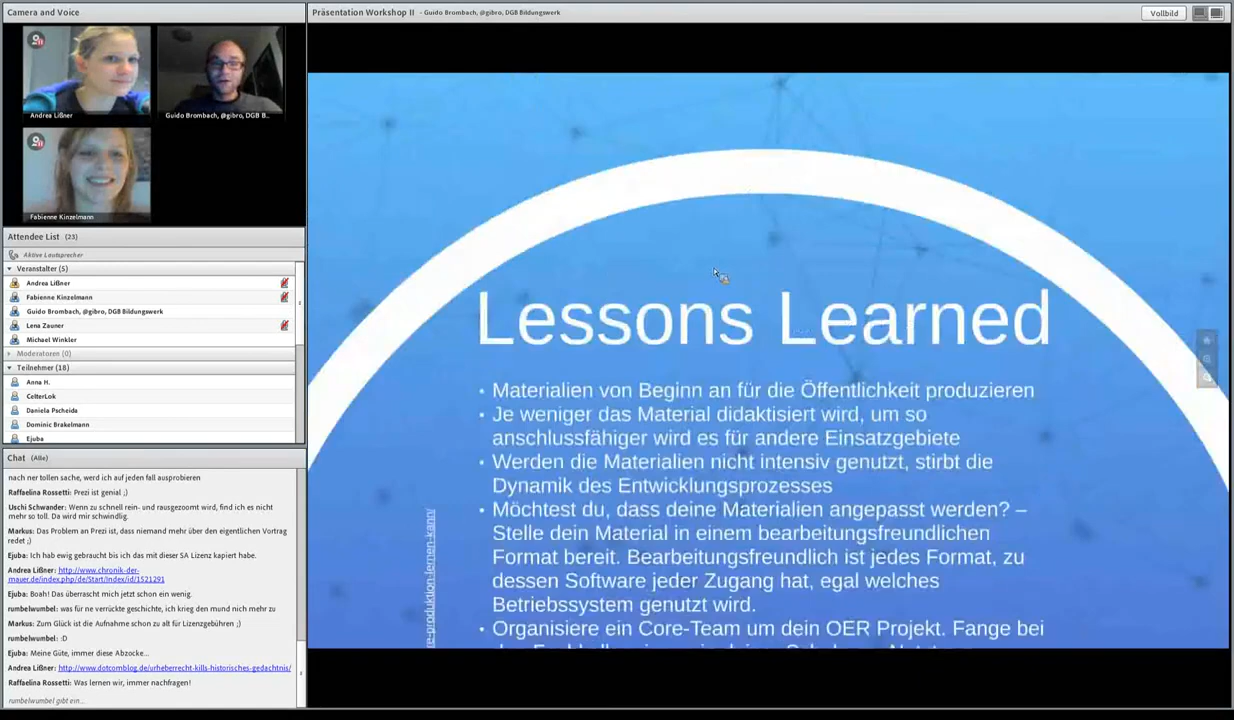 Camera and Voice
Andrea Lißner
Guido Brombach, @gibro, DGB B...
Fabienne Kinzelmann
Attendee List (23)
Aktive Lautsprecher
Veranstalter (5)
Andrea Lißner
Fabienne Kinzelmann
Guido Brombach, @gibro, DGB Bildungswerk
Lena Zauner
Michael Winkler
Moderatoren (0)
Teilnehmer (18)
Anna H.
CelterLok
Daniela Pscheida
Dominic Brakelmann
Ejuba
Chat (Alle)
nach ner tollen sache, werd ich auf jeden fall ausprobieren
Raffaelina Rossetti: Prezi ist genial ;)
Uschi Schwander: Wenn zu schnell rein- und rausgezoomt wird, find ich es nicht
mehr so toll. Da wird mir schwindlig.
Markus: Das Problem an Prezi ist, dass niemand mehr über den eigentlichen Vortrag
redet ;)
Ejuba: Ich hab ewig gebraucht bis ich das mit dieser SA Lizenz kapiert habe.
Andrea Lißner: http://www.chronik-der-
mauer.de/index.php/de/Start/Index/id/1521291
Ejuba: Boah! Das überrascht mich jetzt schon ein wenig.
rumbelwumbel: was für ne verrückte geschichte, ich krieg den mund nich mehr zu
Markus: Zum Glück ist die Aufnahme schon zu alt für Lizenzgebühren ;)
rumbelwumbel: :D
Ejuba: Meine Güte, immer diese Abzocke...
Andrea Lißner: http://www.dotcomblog.de/urheberrecht-kills-historisches-gedachtnis/
Raffaelina Rossetti: Was lernen wir, immer nachfragen!
rumbelwumbel gibt ein...
Präsentation Workshop II - Guido Brombach, @gibro, DGB Bildungswerk
Vollbild
Lessons Learned
• Materialien von Beginn an für die Öffentlichkeit produzieren
• Je weniger das Material didaktisiert wird, um so
anschlussfähiger wird es für andere Einsatzgebiete
• Werden die Materialien nicht intensiv genutzt, stirbt die
Dynamik des Entwicklungsprozesses
• Möchtest du, dass deine Materialien angepasst werden? –
Stelle dein Material in einem bearbeitungsfreundlichen
Format bereit. Bearbeitungsfreundlich ist jedes Format, zu
dessen Software jeder Zugang hat, egal welches
Betriebssystem genutzt wird.
• Organisiere ein Core-Team um dein OER Projekt. Fange bei
re-produktion-lernen-kann/